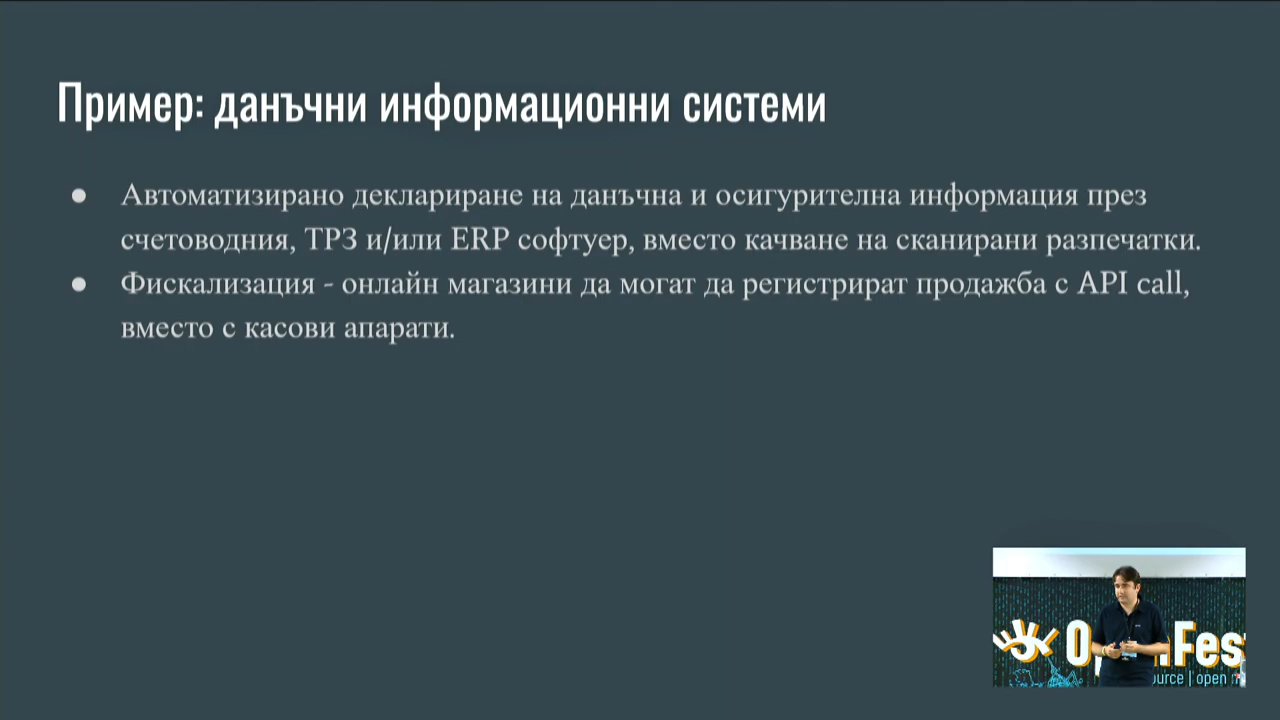 Пример: данъчни информационни системи
● Автоматизирано деклариране на данъчна и осигурителна информация през
счетоводния, ТРЗ и/или ERP софтуер, вместо качване на сканирани разпечатки.
● Фискализация - онлайн магазини да могат да регистрират продажба с API call,
вместо с касови апарати.
| open